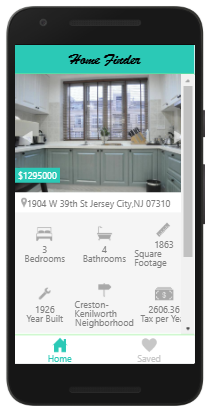 Home Finder
$1295000
1904 W 39th St Jersey City,NJ 07310
3
Bedrooms
4
Bathrooms
1863
Square
Footage
1926
Year Built
Creston-
Kenilworth
Neighborhood
2606.36
Tax per Yea
Home
Saved